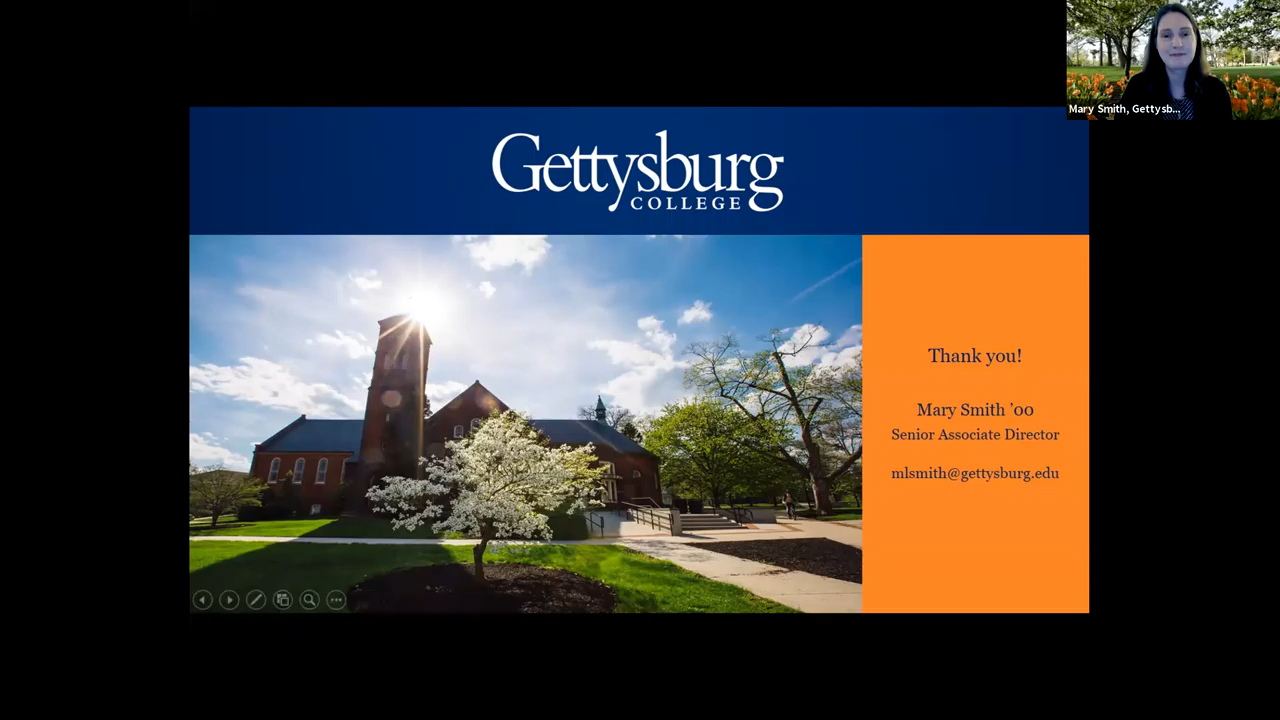 Mary Smith, Gettysb...
Gettysburg
COLLEGE
Thank you!
Mary Smith ’00
Senior Associate Director
mlsmith@gettysburg.edu